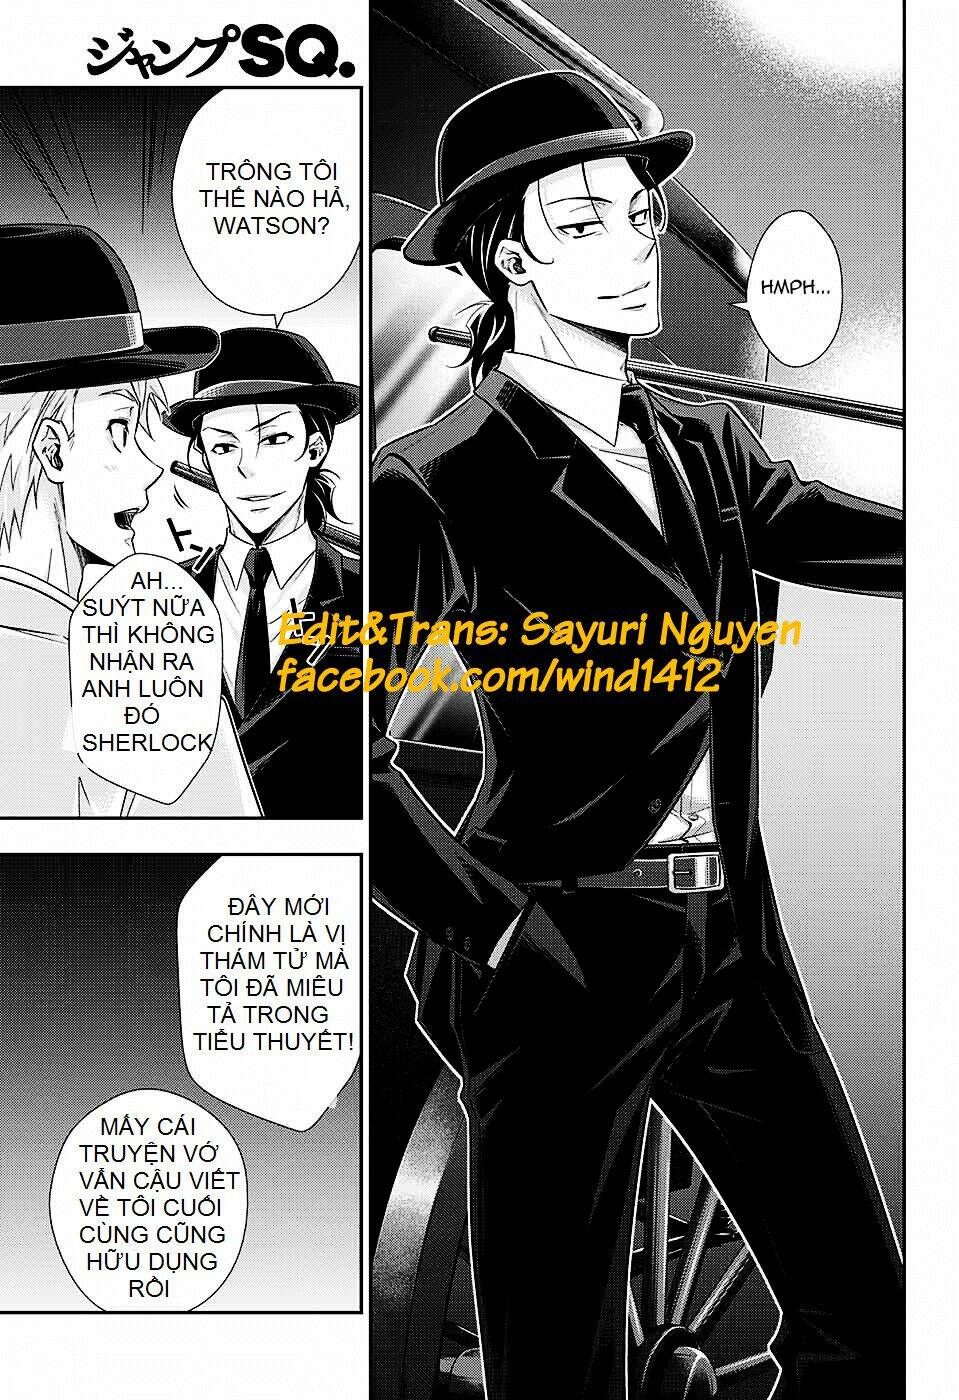 ジャンプSQ.
HMPH...
TRÔNG TÔI
THẾ NÀO HẢ,
WATSON?
トン
AH...
SUÝT NỮA
THÌ KHÔNG
NHẬN RA
ANH LUÔN
ĐÓ
SHERLOCK
Edit&Trans: Sayuri Nguyen
facebook.com/wind1412
ĐÂY MỚI
CHÍNH LÀ VỊ
THÁM TỬ MÀ
TÔI ĐÃ MIÊU
TẢ TRONG
TIỂU THUYẾT!
MẤY CÁI
TRUYỆN VỚ
VẨN CẬU VIẾT
VỀ TÔI CUỐI
CÙNG CŨNG
HỮU DỤNG
RỒI